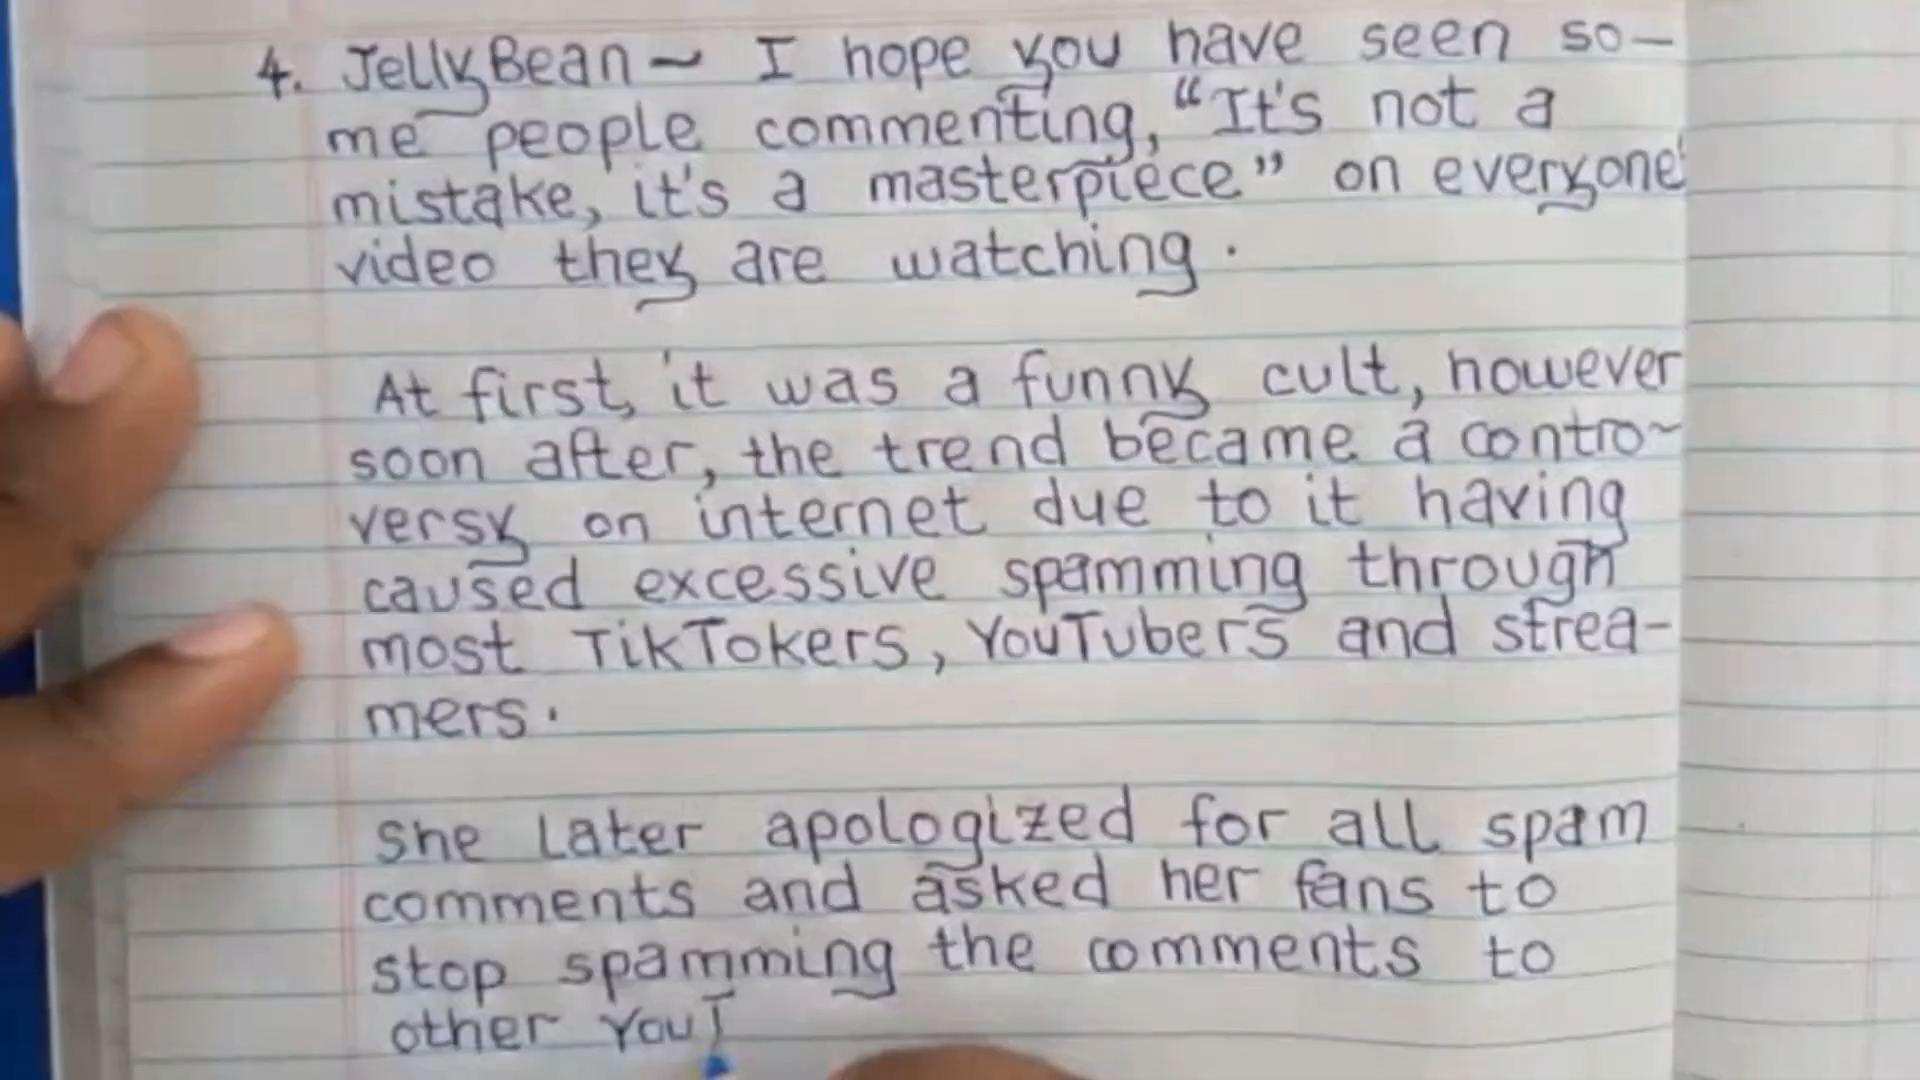 4. JellyBean ~ I hope you have seen so-
me people commenting, "It's not a
mistake, it's a masterpiece" on everyone'
video they are watching.
At first, it was a funny cult, however
soon after, the trend became a contro~
versy on internet due to it having
caused excessive spamming through
most TikTokers, YouTubers and strea-
mers.
She later apologized for all spam
comments and asked her fans to
stop spamming the comments to
other YouT